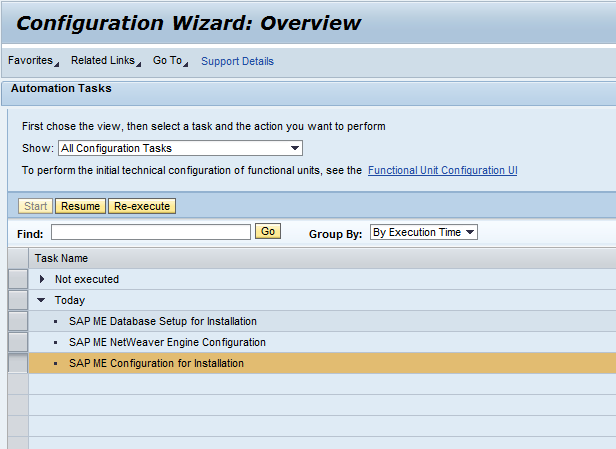 Configuration Wizard: Overview
Favorites Related Links Go To Support Details
Automation Tasks
First chose the view, then select a task and the action you want to perform
Show: All Configuration Tasks
To perform the initial technical configuration of functional units, see the Functional Unit Configuration UI
Start Resume Re-execute
Find: Go Group By: By Execution Time
Task Name
Not executed
Today
SAP ME Database Setup for Installation
SAP ME NetWeaver Engine Configuration
SAP ME Configuration for Installation